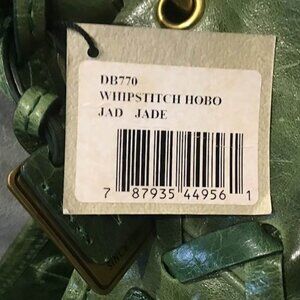 DB770
WHIPSTITCH HOBO
JAD JADE
7 87935 44956 1